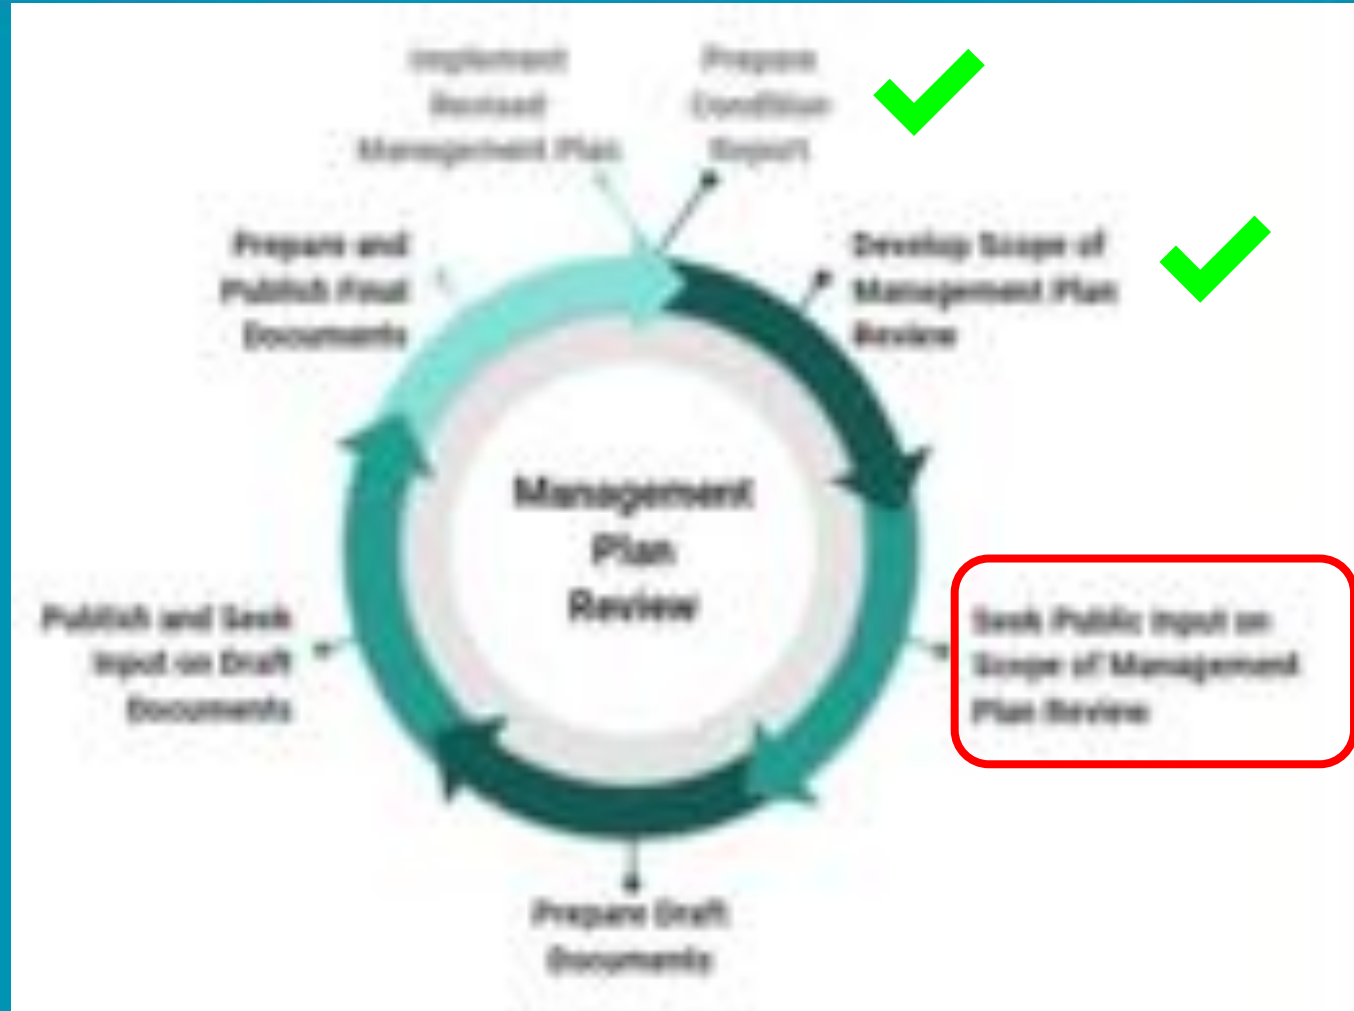 Implement
Revised
Management Plan
Prepare
Condition
Report
Develop Scope of
Management Plan
Review
Seek Public Input on
Scope of Management
Plan Review
Prepare Draft
Documents
Publish and Seek
Input on Draft
Documents
Prepare and
Publish Final
Documents
Management
Plan
Review